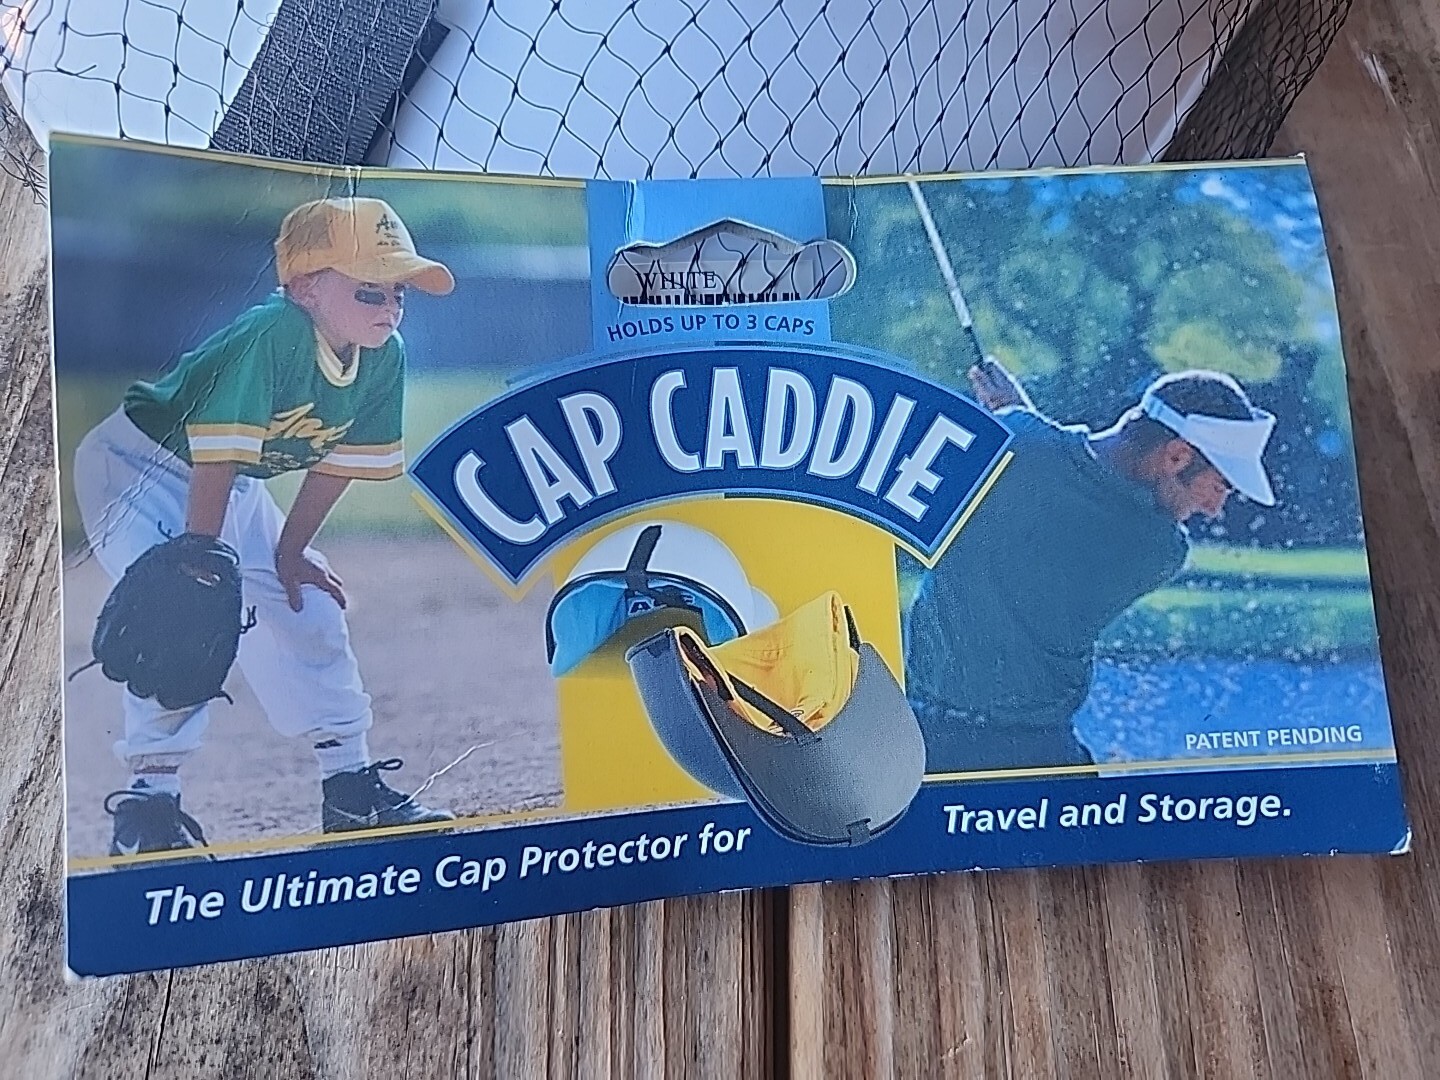 WHITE
HOLDS UP TO 3 CAPS
CAP CADDIE
PATENT PENDING
The Ultimate Cap Protector for Travel and Storage.